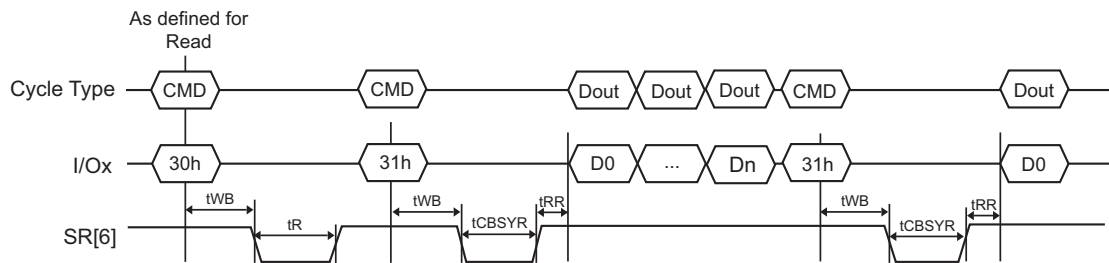 As defined for
Read
Cycle Type CMD CMD Dout Dout Dout CMD Dout
I/Ox 30h 31h D0 ... Dn 31h D0
tWB tR tWB tCBSYR tRR tWB tCBSYR tRR
SR[6]